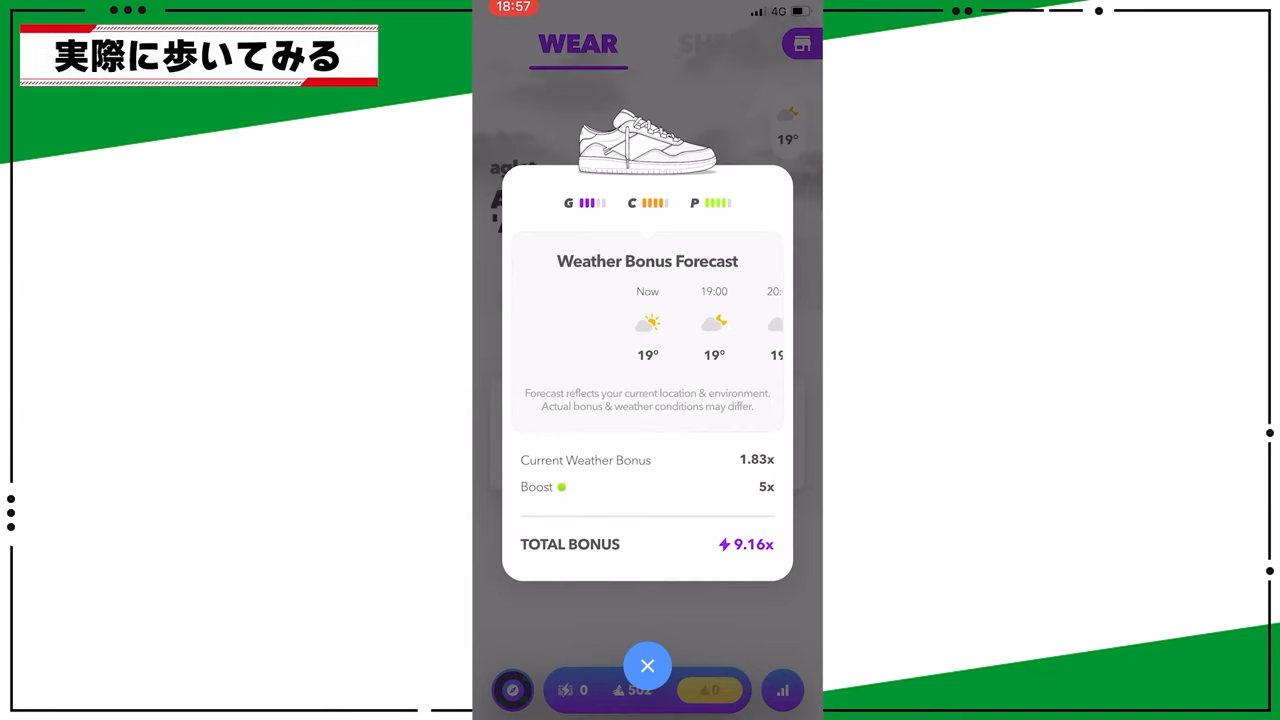 実際に歩いてみる
18:57
4G
WEAR
19°
G C P
Weather Bonus Forecast
Now 19:00
19° 19°
Forecast reflects your current location & environment.
Actual bonus & weather conditions may differ.
Current Weather Bonus 1.83x
Boost 5x
TOTAL BONUS 9.16x
0 502 0